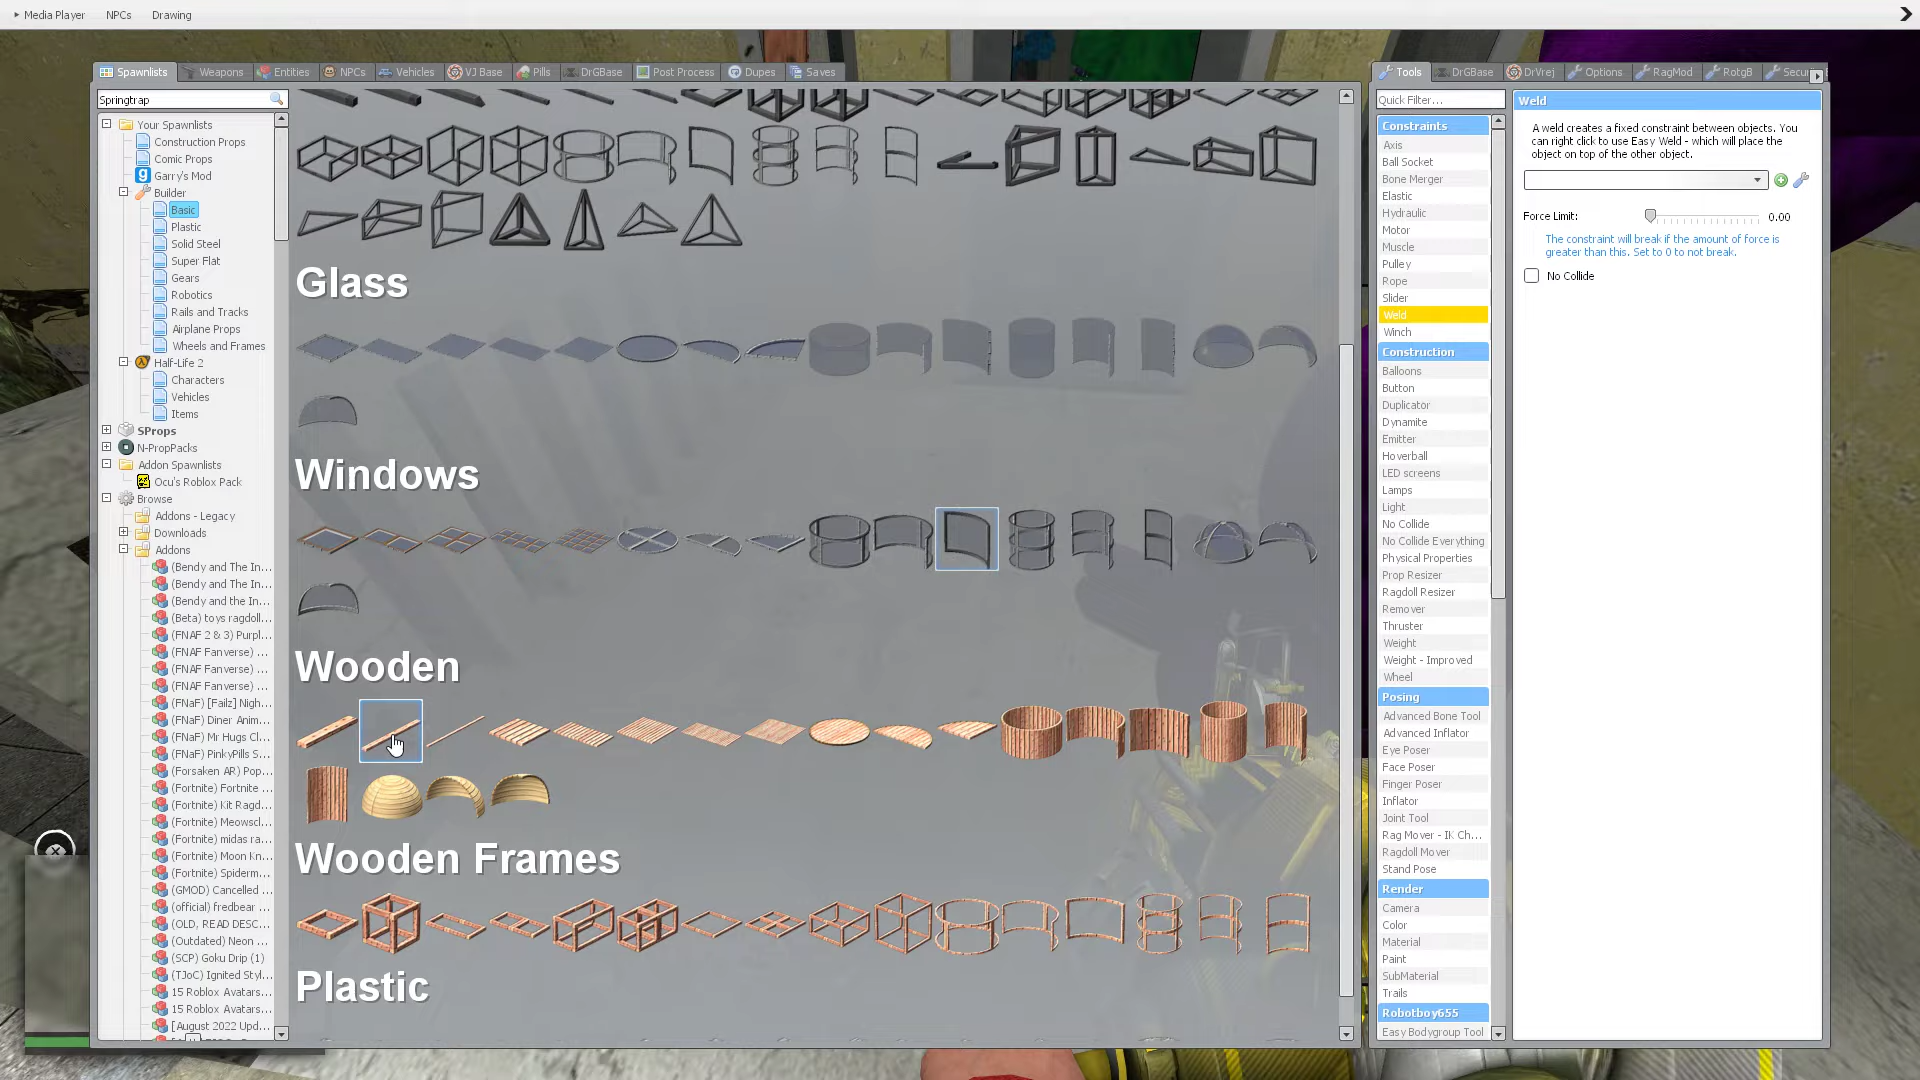 Media Player
NPCs
Drawing
Spawnlists
Weapons
Entities
NPCs
Vehicles
VJ Base
Pills
DrGBase
Post Process
Dupes
Saves
Springtrap
Your Spawnlists
Construction Props
Comic Props
Garry's Mod
Builder
Basic
Plastic
Solid Steel
Super Flat
Gears
Robotics
Rails and Tracks
Airplane Props
Wheels and Frames
Half-Life 2
Characters
Vehicles
Items
SProps
N-PropPacks
Addon Spawnlists
Ocu's Roblox Pack
Browse
Addons - Legacy
Downloads
Addons
(Bendy and The In...
(Bendy and The In...
(Bendy and the In...
(Beta) toys ragdoll...
(FNAF 2 & 3) Purpl...
(FNAF Fanverse) ...
(FNAF Fanverse) ...
(FNAF Fanverse) ...
(FNaF) [Failz] Nigh...
(FNaF) Diner Anim...
(FNaF) Mr Hugs Cl...
(FNaF) PinkyPills S...
(Forsaken AR) Pop...
(Fortnite) Fortnite ...
(Fortnite) Kit Ragd...
(Fortnite) Meowscl...
(Fortnite) midas ra...
(Fortnite) Moon Kn...
(Fortnite) Spiderm...
(GMOD) Cancelled ...
(official) fredbear ...
(OLD, READ DESC...
(Outdated) Neon ...
(SCP) Goku Drip (1)
(TJoC) Ignited Styl...
15 Roblox Avatars...
15 Roblox Avatars...
[August 2022 Upd...
Glass
Windows
Wooden
Wooden Frames
Plastic
Tools
DrGBase
DrVrej
Options
RagMod
RotgB
Secu
Quick Filter...
Constraints
Axis
Ball Socket
Bone Merger
Elastic
Hydraulic
Motor
Muscle
Pulley
Rope
Slider
Weld
Winch
Construction
Balloons
Button
Duplicator
Dynamite
Emitter
Hoverball
LED screens
Lamps
Light
No Collide
No Collide Everything
Physical Properties
Prop Resizer
Ragdoll Resizer
Remover
Thruster
Weight
Weight - Improved
Wheel
Posing
Advanced Bone Tool
Advanced Inflator
Eye Poser
Face Poser
Finger Poser
Inflator
Joint Tool
Rag Mover - IK Ch...
Ragdoll Mover
Stand Pose
Render
Camera
Color
Material
Paint
SubMaterial
Trails
Robotboy655
Easy Bodygroup Tool
Weld
A weld creates a fixed constraint between objects. You
can right click to use Easy Weld - which will place the
object on top of the other object.
Force Limit:
0.00
The constraint will break if the amount of force is
greater than this. Set to 0 to not break.
No Collide